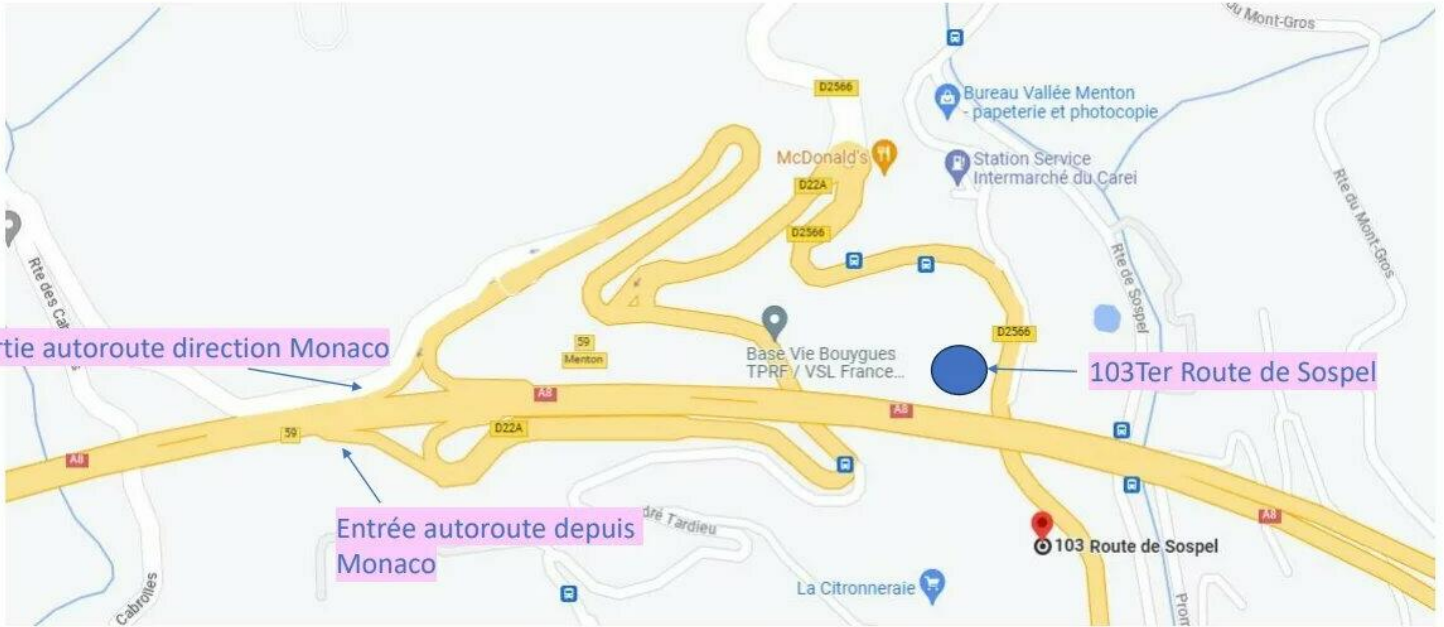 du Mont-Gros
D2566
Bureau Vallée Menton
- papeterie et photocopie
McDonald's
Station Service
Intermarché du Carei
D22A
D2566
Rte du Mont-Gros
Rte de Sospel
Rte des Cab
D2566
59
Menton
Base Vie Bouygues
TPRF / VSL France...
rtie autoroute direction Monaco
103Ter Route de Sospel
A8
A8
59
D22A
A8
Entrée autoroute depuis
Monaco
dré Tardieu
A8
103 Route de Sospel
La Citronneraie
Cabrolles
Prom